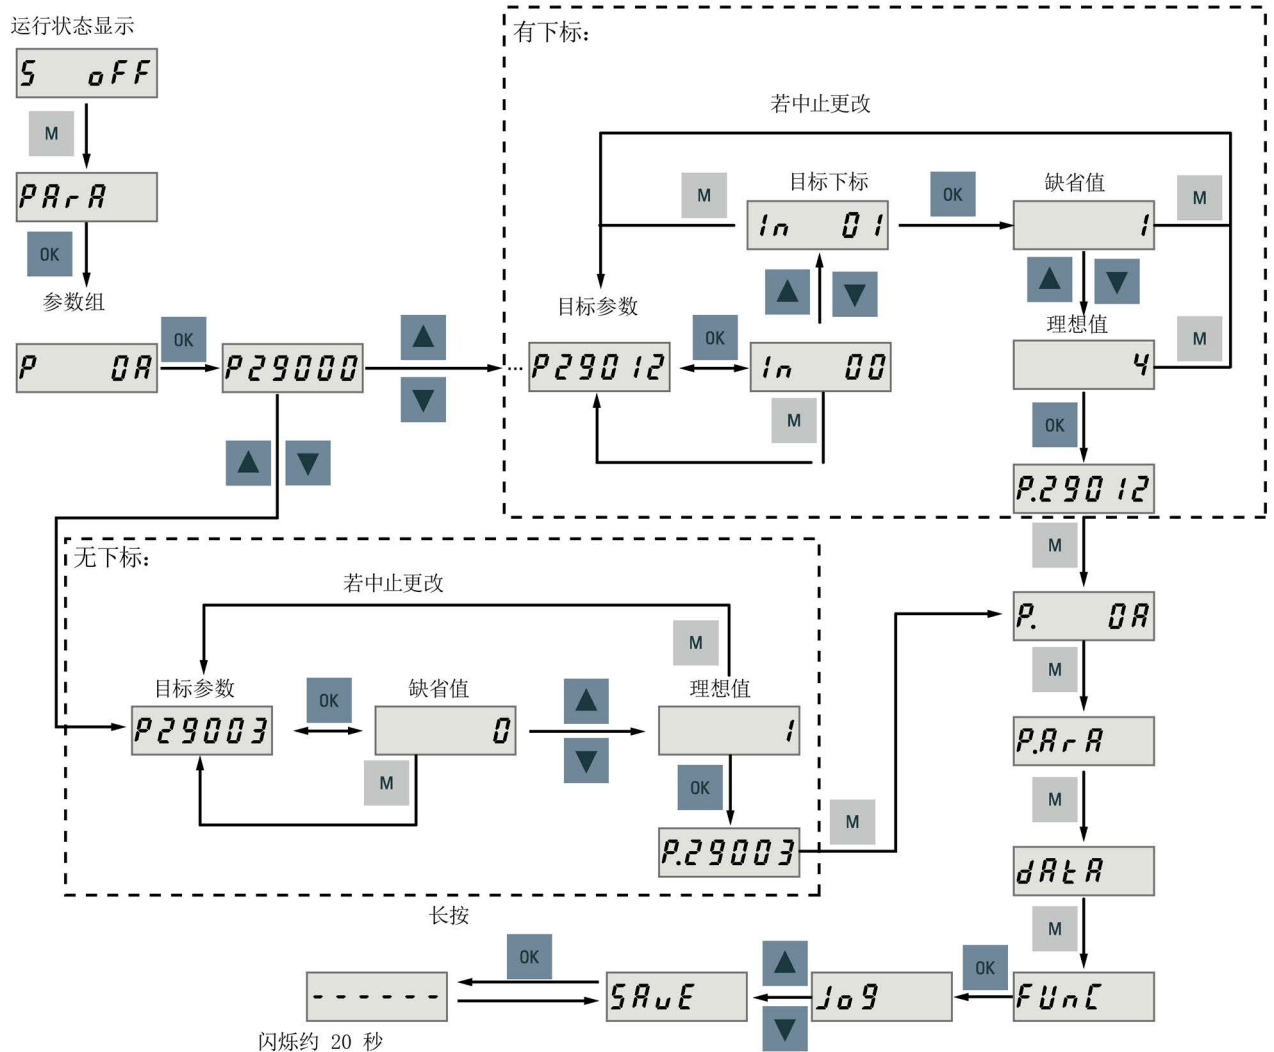 运行状态显示
S oFF
M
PArA
OK
参数组
P 0A
OK
P29000
有下标：
若中止更改
M
目标下标
In 01
OK
缺省值
1
M
目标参数
...P29012
OK
In 00
M
理想值
4
M
OK
P.29012
M
无下标：
若中止更改
M
目标参数
P29003
OK
缺省值
0
M
理想值
1
OK
P.29003
M
P. 0A
M
P.ArA
M
dAtA
M
FUnC
OK
Jog
SAvE
长按
OK
------
闪烁约 20 秒